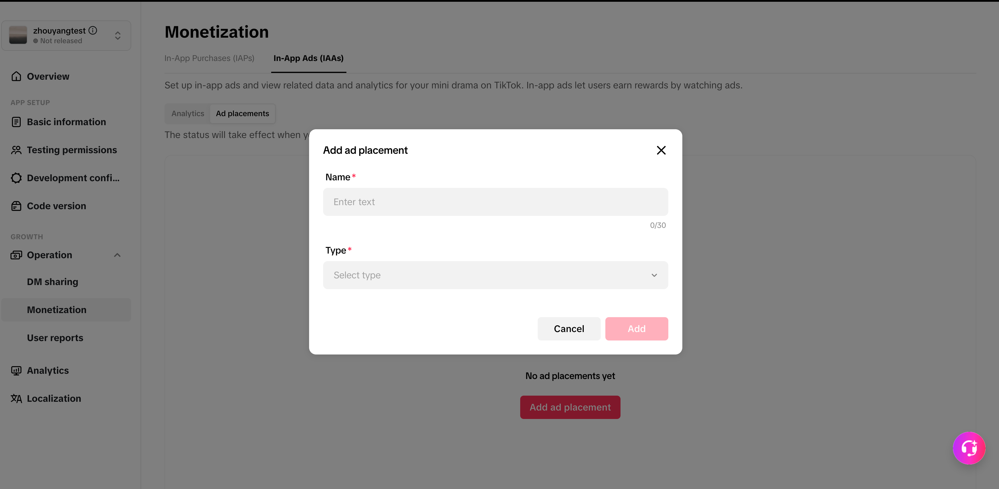 zhouyangtest
Not released
Overview
APP SETUP
Basic information
Testing permissions
Development confi...
Code version
GROWTH
Operation
DM sharing
Monetization
User reports
Analytics
Localization
Monetization
In-App Purchases (IAPs) In-App Ads (IAAs)
Set up in-app ads and view related data and analytics for your mini drama on TikTok. In-app ads let users earn rewards by watching ads.
Analytics Ad placements
The status will take effect when
Add ad placement
Name*
Enter text
0/30
Type*
Select type
Cancel Add
No ad placements yet
Add ad placement